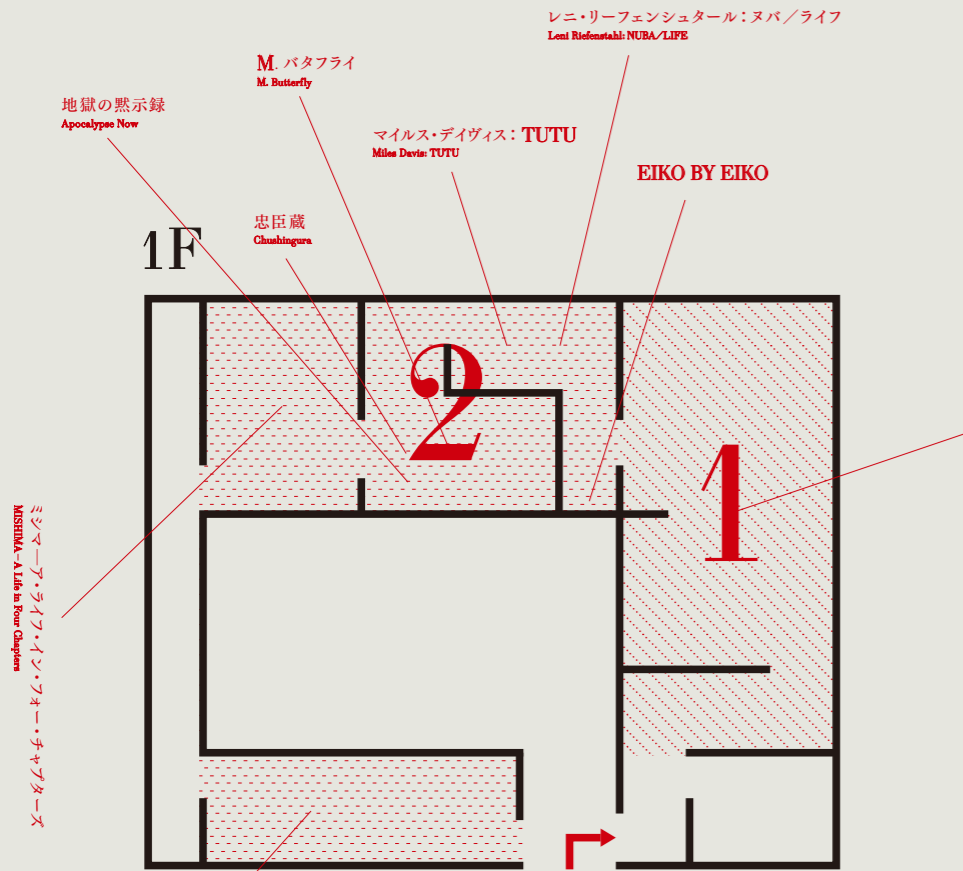 レニ・リーフェンシュタール：ヌバ／ライフ
Leni Riefenstahl: NUBA/LIFE
M. バタフライ
M. Butterfly
地獄の黙示録
Apocalypse Now
マイルス・デイヴィス：TUTU
Miles Davis: TUTU
EIKO BY EIKO
忠臣蔵
Chushingura
1F
2
1
ミシマ―ア・ライフ・イン・フォー・チャプターズ
MISHIMA–A Life in Four Chapters